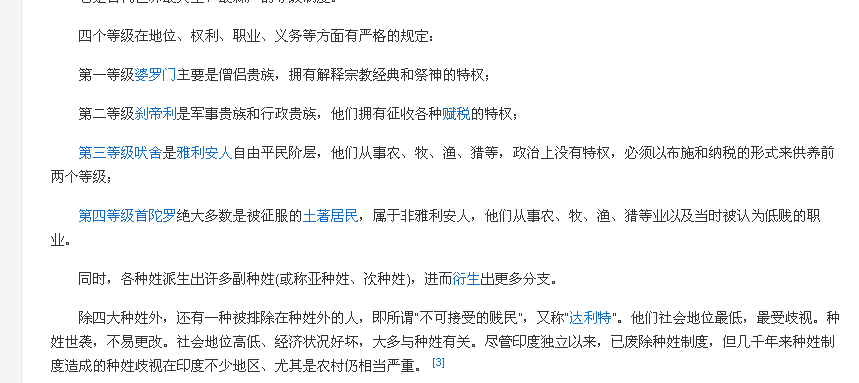 四个等级在地位、权利、职业、义务等方面有严格的规定：
第一等级婆罗门主要是僧侣贵族，拥有解释宗教经典和祭神的特权；
第二等级刹帝利是军事贵族和行政贵族，他们拥有征收各种赋税的特权；
第三等级吠舍是雅利安人自由平民阶层，他们从事农、牧、渔、猎等，政治上没有特权，必须以布施和纳税的形式来供养前
两个等级；
第四等级首陀罗绝大多数是被征服的土著居民，属于非雅利安人，他们从事农、牧、渔、猎等业以及当时被认为低贱的职
业。
同时，各种姓派生出许多副种姓(或称亚种姓、次种姓)，进而衍生出更多分支。
除四大种姓外，还有一种被排除在种姓外的人，即所谓"不可接受的贱民"，又称"达利特"。他们社会地位最低，最受歧视。种
姓世袭，不易更改。社会地位高低、经济状况好坏，大多与种姓有关。尽管印度独立以来，已废除种姓制度，但几千年来种姓制
度造成的种姓歧视在印度不少地区、尤其是农村仍相当严重。 [3]